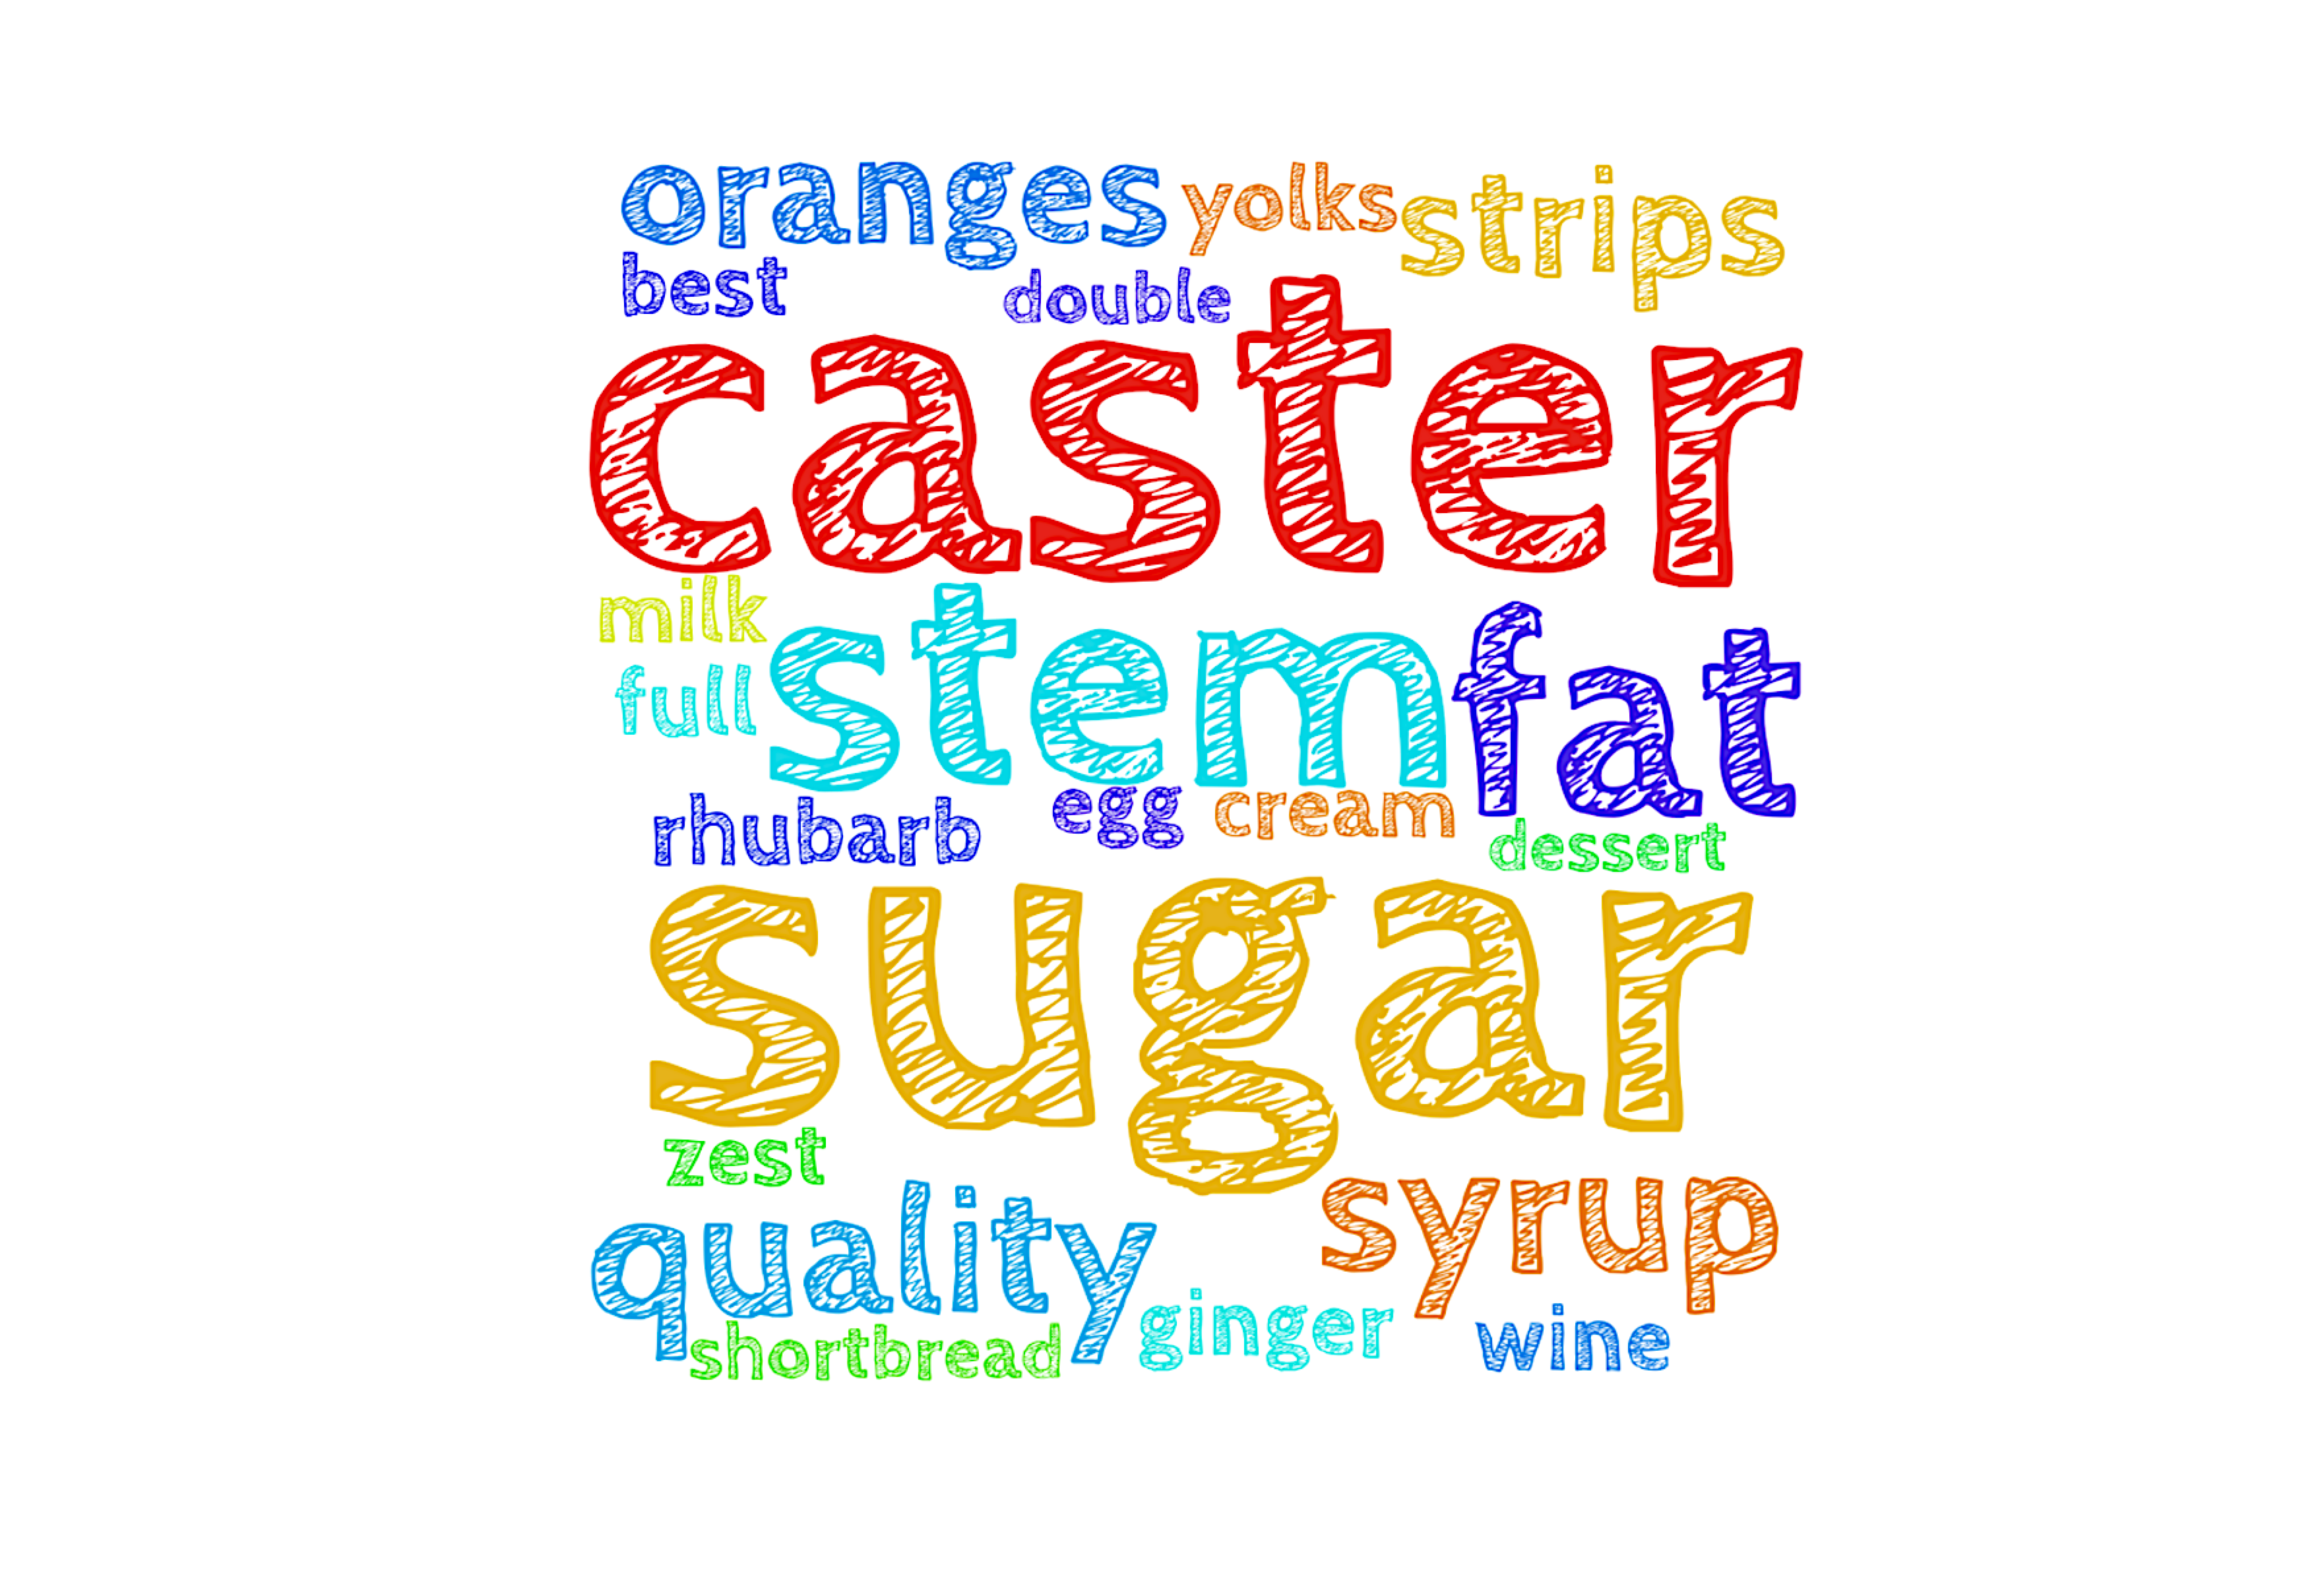 oranges yolks strips
best double
caster
milk
full stem fat
rhubarb egg cream dessert
sugar
zest
quality syrup
shortbread ginger wine